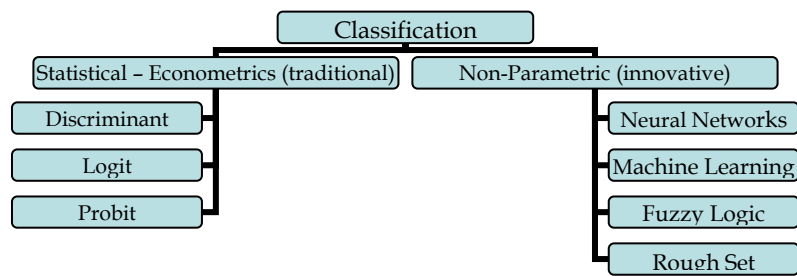 Classification
Statistical – Econometrics (traditional)
Non-Parametric (innovative)
Discriminant
Logit
Probit
Neural Networks
Machine Learning
Fuzzy Logic
Rough Set